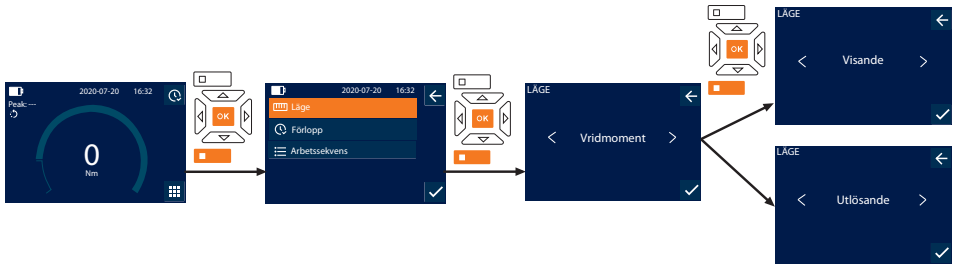 2020-07-20 16:32
Peak: ---
0
Nm
OK
2020-07-20 16:32
Läge
Förlopp
Arbetssekvens
OK
LÄGE
Vridmoment
OK
LÄGE
Visande
LÄGE
Utlösande